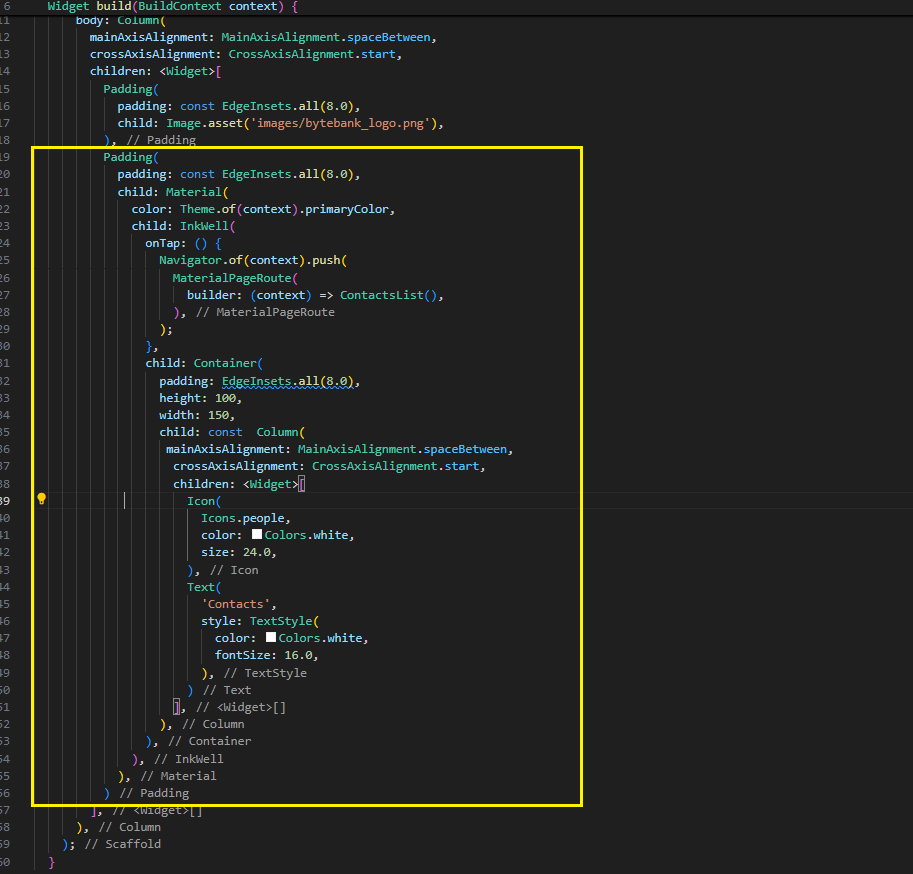 6 Widget build(BuildContext context) {
11 body: Column(
12 mainAxisAlignment: MainAxisAlignment.spaceBetween,
13 crossAxisAlignment: CrossAxisAlignment.start,
14 children: <Widget>[
15 Padding(
16 padding: const EdgeInsets.all(8.0),
17 child: Image.asset('images/bytebank_logo.png'),
18 ), // Padding
19 Padding(
20 padding: const EdgeInsets.all(8.0),
21 child: Material(
22 color: Theme.of(context).primaryColor,
23 child: InkWell(
24 onTap: () {
25 Navigator.of(context).push(
26 MaterialPageRoute(
27 builder: (context) => ContactsList(),
28 ), // MaterialPageRoute
29 );
30 },
31 child: Container(
32 padding: EdgeInsets.all(8.0),
33 height: 100,
34 width: 150,
35 child: const  Column(
36 mainAxisAlignment: MainAxisAlignment.spaceBetween,
37 crossAxisAlignment: CrossAxisAlignment.start,
38 children: <Widget>[
39 Icon(
40 Icons.people,
41 color: Colors.white,
42 size: 24.0,
43 ), // Icon
44 Text(
45 'Contacts',
46 style: TextStyle(
47 color: Colors.white,
48 fontSize: 16.0,
49 ), // TextStyle
50 ) // Text
51 ], // <Widget>[]
52 ), // Column
53 ), // Container
54 ), // InkWell
55 ), // Material
56 ) // Padding
57 ], // <Widget>[]
58 ), // Column
59 ); // Scaffold
60 }